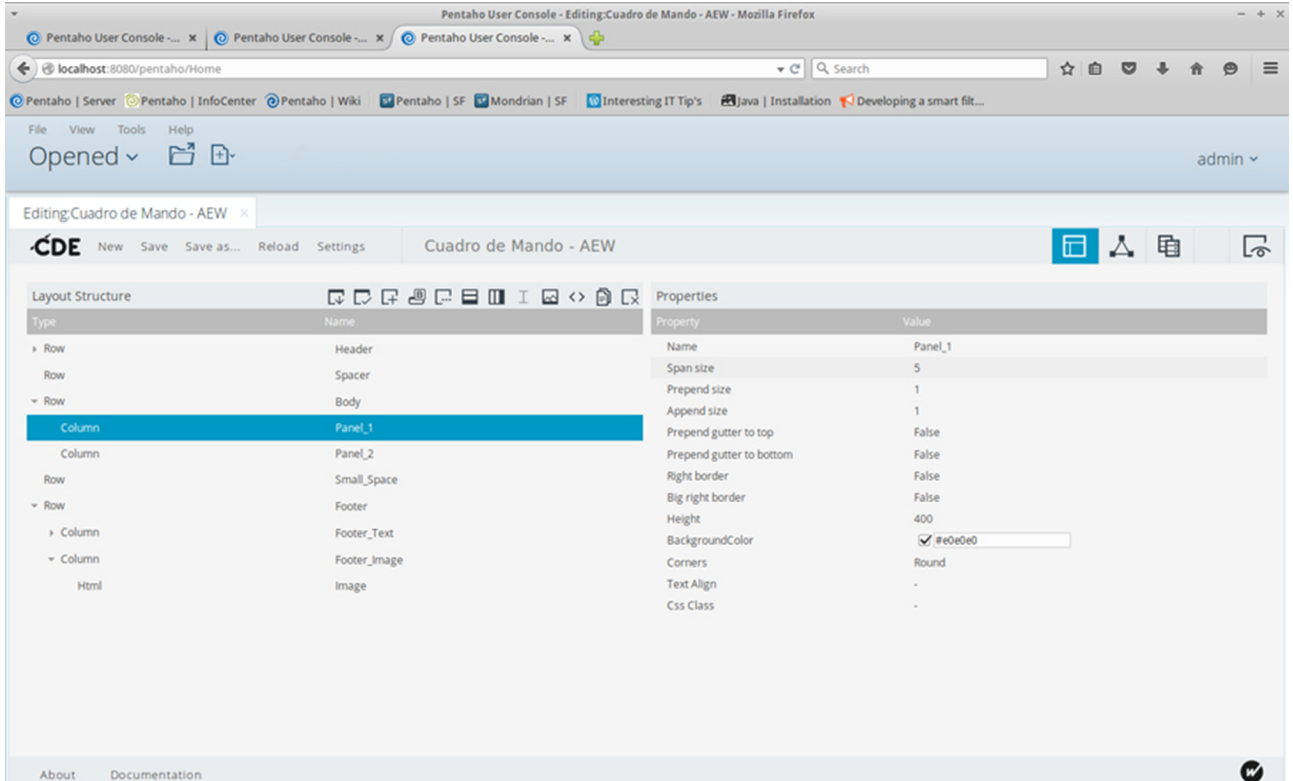 Pentaho User Console - Editing:Cuadro de Mando - AEW - Mozilla Firefox
Pentaho User Console -... x Pentaho User Console -... x Pentaho User Console -... x
localhost:8080/pentaho/Home Search
Pentaho | Server Pentaho | InfoCenter Pentaho | Wiki Pentaho | SF Mondrian | SF Interesting IT Tip's Java | Installation Developing a smart filt...
File View Tools Help
Opened
admin
Editing:Cuadro de Mando - AEW ×
CDE New Save Save as... Reload Settings Cuadro de Mando - AEW
Layout Structure Properties
Type Name Property Value
Row Header Name Panel_1
Row Spacer Span size 5
Row Body Prepend size 1
Column Panel_1 Append size 1
Column Panel_2 Prepend gutter to top False
Row Small_Space Prepend gutter to bottom False
Row Footer Right border False
Column Footer_Text Big right border False
Column Footer_Image Height 400
Html Image BackgroundColor #e0e0e0
Corners Round
Text Align -
Css Class -
About Documentation